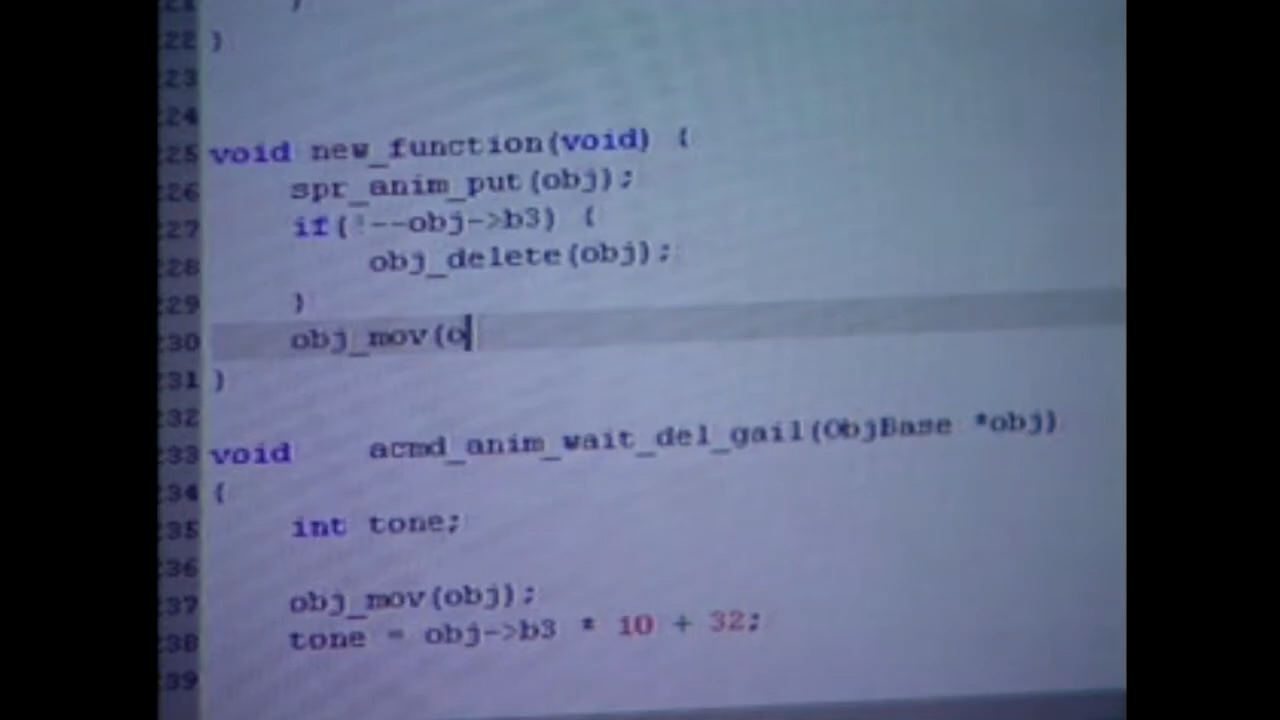 21 }
22 }
23
24
25 void new_function(void) {
26 spr_anim_put(obj);
27 if(!--obj->b3) {
28 obj_delete(obj);
29 }
30 obj_mov(o
31 }
32
33 void acmd_anim_wait_del_gail(ObjBase *obj)
34 {
35 int tone;
36
37 obj_mov(obj);
38 tone = obj->b3 * 10 + 32;
39